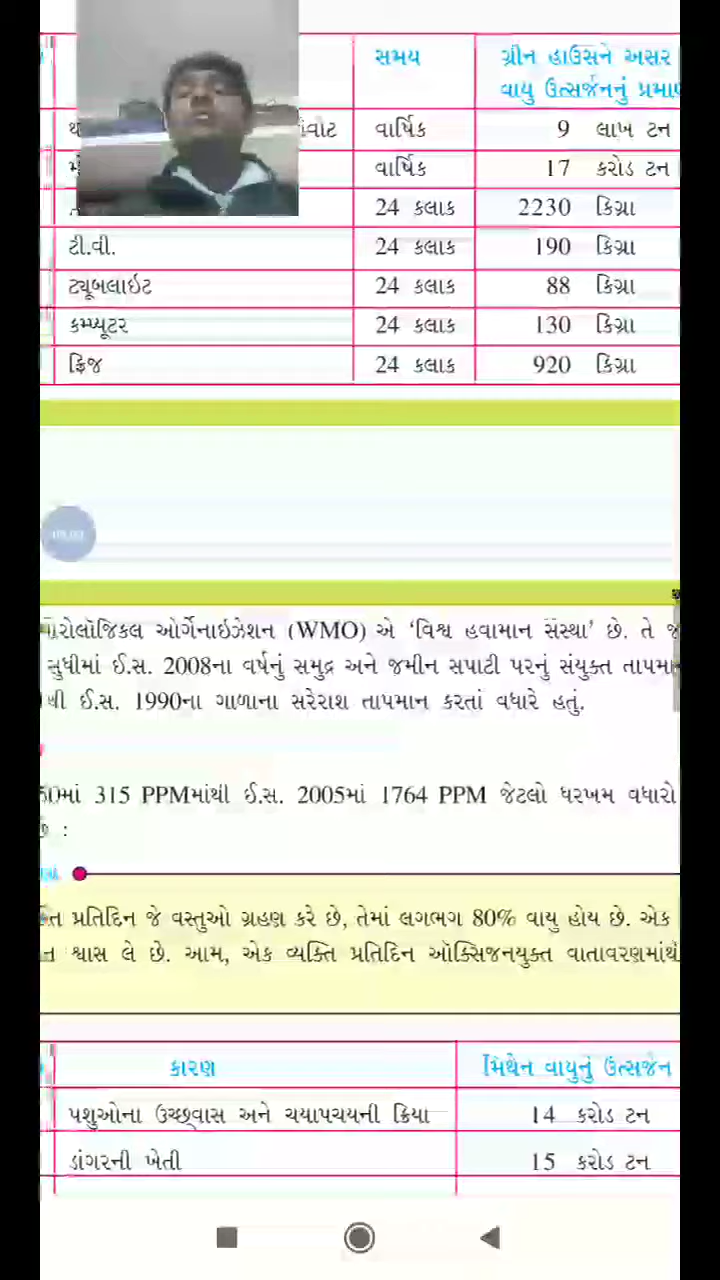 સમય ગ્રીન હાઉસને અસર
વાયુ ઉત્સર્જનનું પ્રમાણ
વાર્ષિક 9 લાખ ટન
વાર્ષિક 17 કરોડ ટન
24 કલાક 2230 કિગ્રા
ટી.વી. 24 કલાક 190 કિગ્રા
ટ્યૂબલાઇટ 24 કલાક 88 કિગ્રા
કમ્પ્યૂટર 24 કલાક 130 કિગ્રા
ફ્રિજ 24 કલાક 920 કિગ્રા
ઓર્ગેનાઇઝેશન (WMO) એ ‘વિશ્વ હવામાન સંસ્થા’ છે. તે
સુધીમાં ઈ.સ. 2008ના વર્ષનું સમુદ્ર અને જમીન સપાટી પરનું સંયુક્ત તાપમાન
ઈ.સ. 1990ના ગાળાના સરેરાશ તાપમાન કરતાં વધારે હતું.
315 PPMમાંથી ઈ.સ. 2005માં 1764 PPM જેટલો ધરખમ વધારો
છે :
પ્રતિદિન જે વસ્તુઓ ગ્રહણ કરે છે, તેમાં લગભગ 80% વાયુ હોય છે. એક
શ્વાસ લે છે. આમ, એક વ્યક્તિ પ્રતિદિન ઑક્સિજનયુક્ત વાતાવરણમાંથી
કારણ મિથેન વાયુનું ઉત્સર્જન
પશુઓના ઉચ્છ્વાસ અને ચયાપચયની ક્રિયા 14 કરોડ ટન
ડાંગરની ખેતી 15 કરોડ ટન